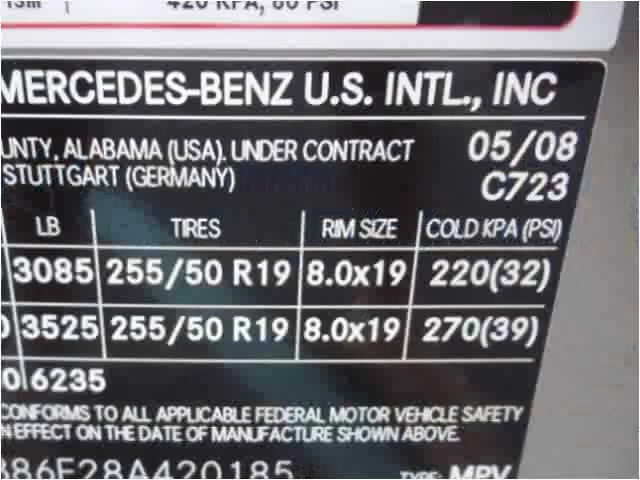 420 KPA, 60 PSI
MERCEDES-BENZ U.S. INTL., INC
UNTY, ALABAMA (USA). UNDER CONTRACT 05/08
STUTTGART (GERMANY) C723
LB TIRES RIM SIZE COLD KPA (PSI)
3085 255/50 R19 8.0x19 220(32)
3525 255/50 R19 8.0x19 270(39)
6235
CONFORMS TO ALL APPLICABLE FEDERAL MOTOR VEHICLE SAFETY
N EFFECT ON THE DATE OF MANUFACTURE SHOWN ABOVE.
86E28A420185 TYPE: MPV